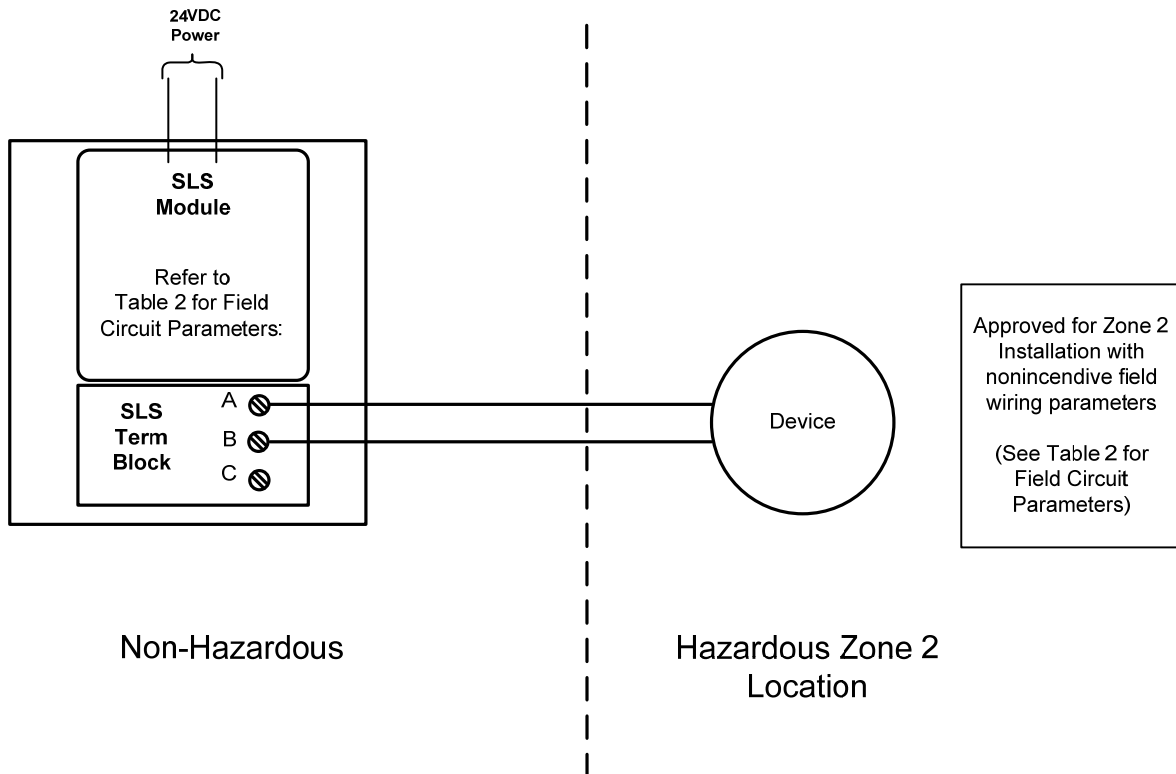 24VDC
Power
SLS
Module
Refer to
Table 2 for Field
Circuit Parameters:
SLS
Term
Block
A
B
C
Device
Approved for Zone 2
Installation with
nonincendive field
wiring parameters
(See Table 2 for
Field Circuit
Parameters)
Non-Hazardous
Hazardous Zone 2
Location